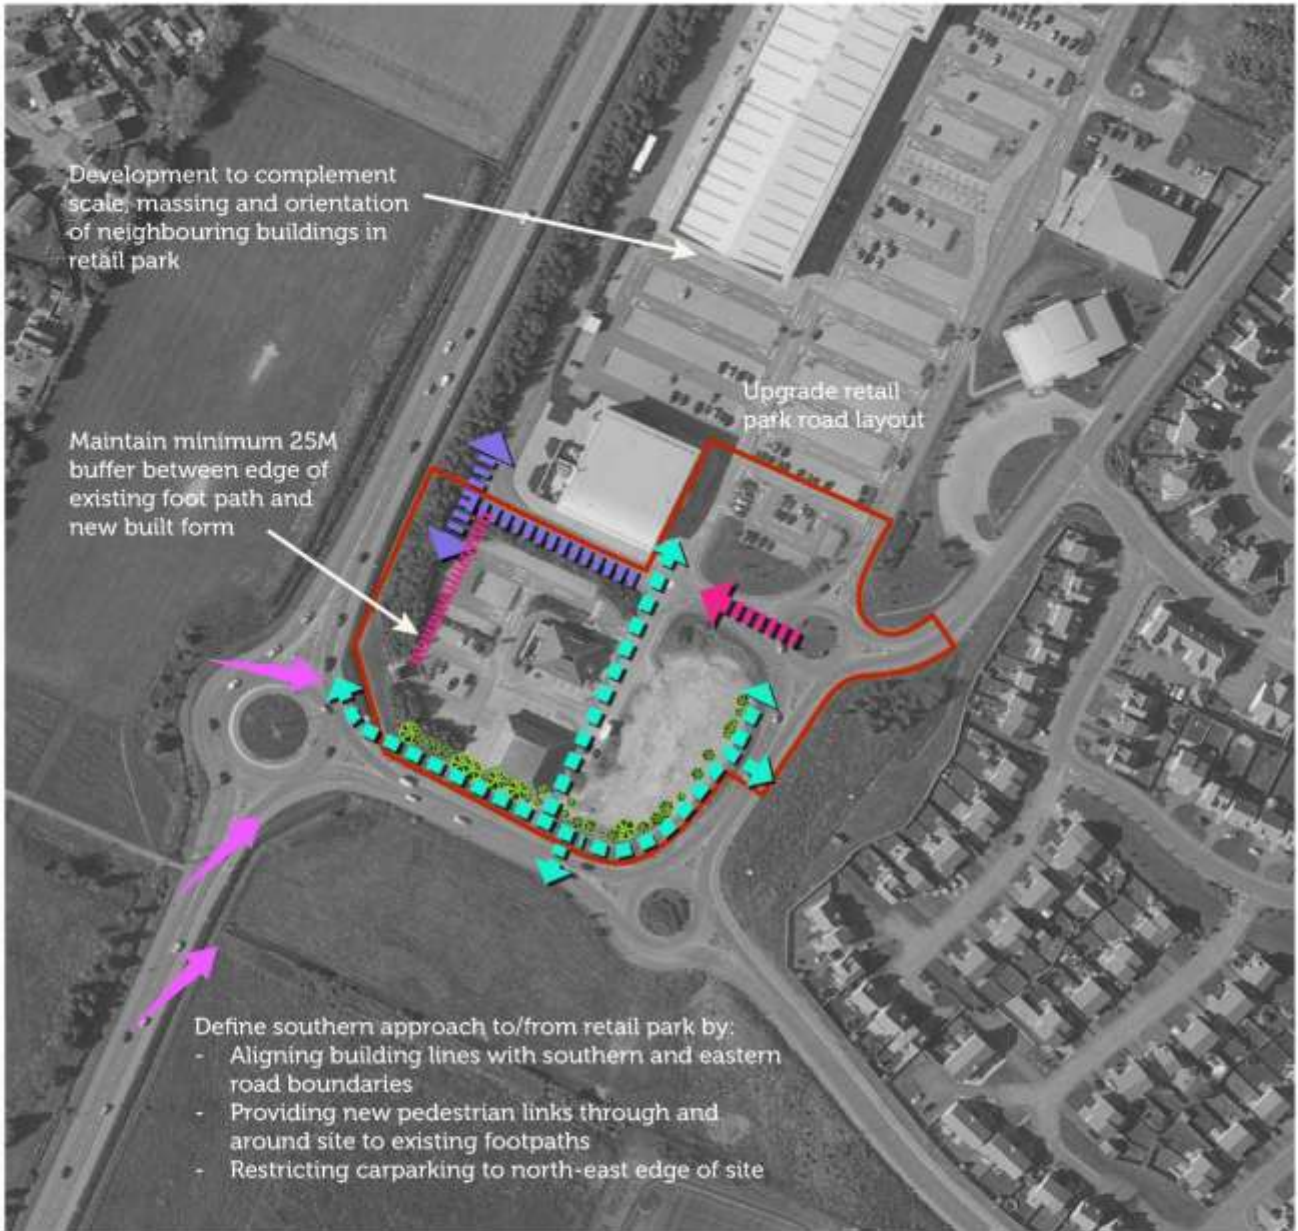 Development to complement
scale, massing and orientation
of neighbouring buildings in
retail park
Upgrade retail
park road layout
Maintain minimum 25M
buffer between edge of
existing foot path and
new built form
Define southern approach to/from retail park by:
- Aligning building lines with southern and eastern
road boundaries
- Providing new pedestrian links through and
around site to existing footpaths
- Restricting carparking to north-east edge of site